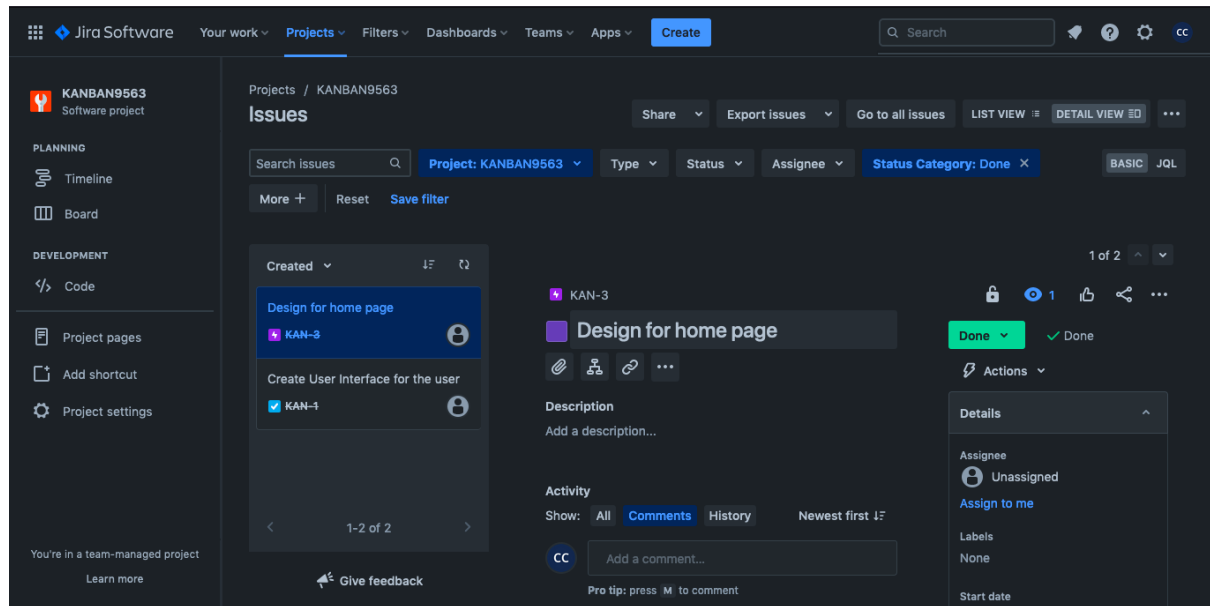 Jira Software
Your work
Projects
Filters
Dashboards
Teams
Apps
Create
Search
CC
KANBAN9563
Software project
PLANNING
Timeline
Board
DEVELOPMENT
Code
Project pages
Add shortcut
Project settings
You're in a team-managed project
Learn more
Projects / KANBAN9563
Issues
Share
Export issues
Go to all issues
LIST VIEW
DETAIL VIEW
Search issues
Project: KANBAN9563
Type
Status
Assignee
Status Category: Done
BASIC
JQL
More
Reset
Save filter
Created
Design for home page
KAN-3
Create User Interface for the user
KAN-1
1-2 of 2
Give feedback
1 of 2
KAN-3
1
Design for home page
Description
Add a description...
Activity
Show:
All
Comments
History
Newest first
CC
Add a comment...
Pro tip: press M to comment
Done
Done
Actions
Details
Assignee
Unassigned
Assign to me
Labels
None
Start date